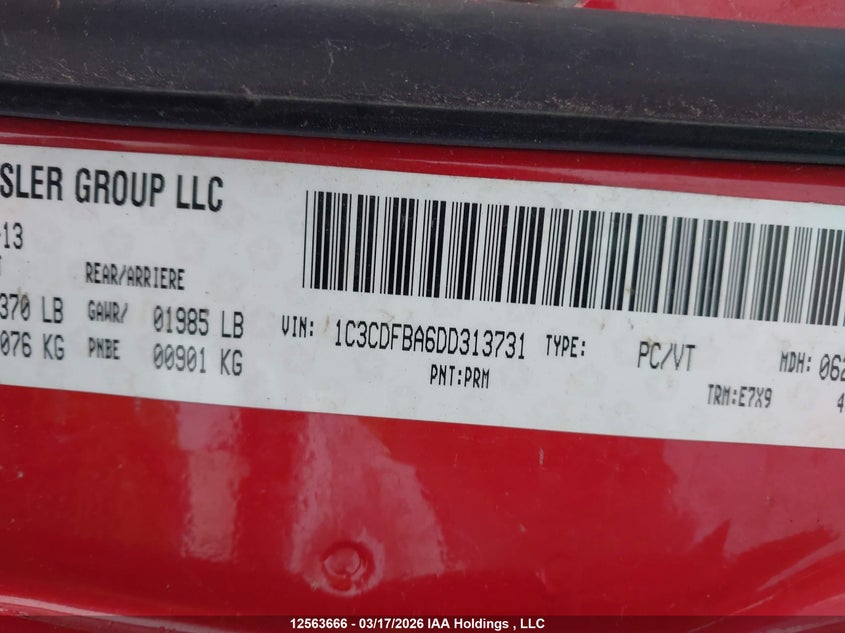 SLER GROUP LLC
-13
REAR/ARRIERE
370 LB GAWR/ 01985 LB
076 KG PNBE 00901 KG
VIN: 1C3CDFBA6DD313731 TYPE: PC/VT MDH: 062
PNT:PRM
TRM:E7X9 4
12563666 - 03/17/2026 IAA Holdings , LLC